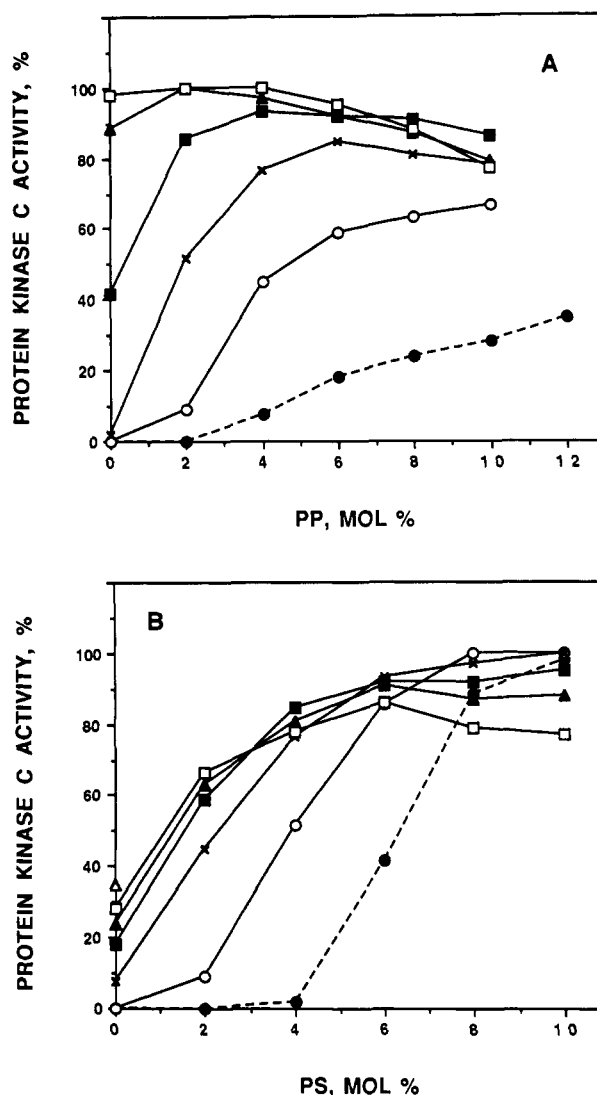 A
PROTEIN KINASE C ACTIVITY, %
100
80
60
40
20
0
0 2 4 6 8 10 12
PP, MOL %
B
PROTEIN KINASE C ACTIVITY, %
100
80
60
40
20
0
0 2 4 6 8 10
PS, MOL %